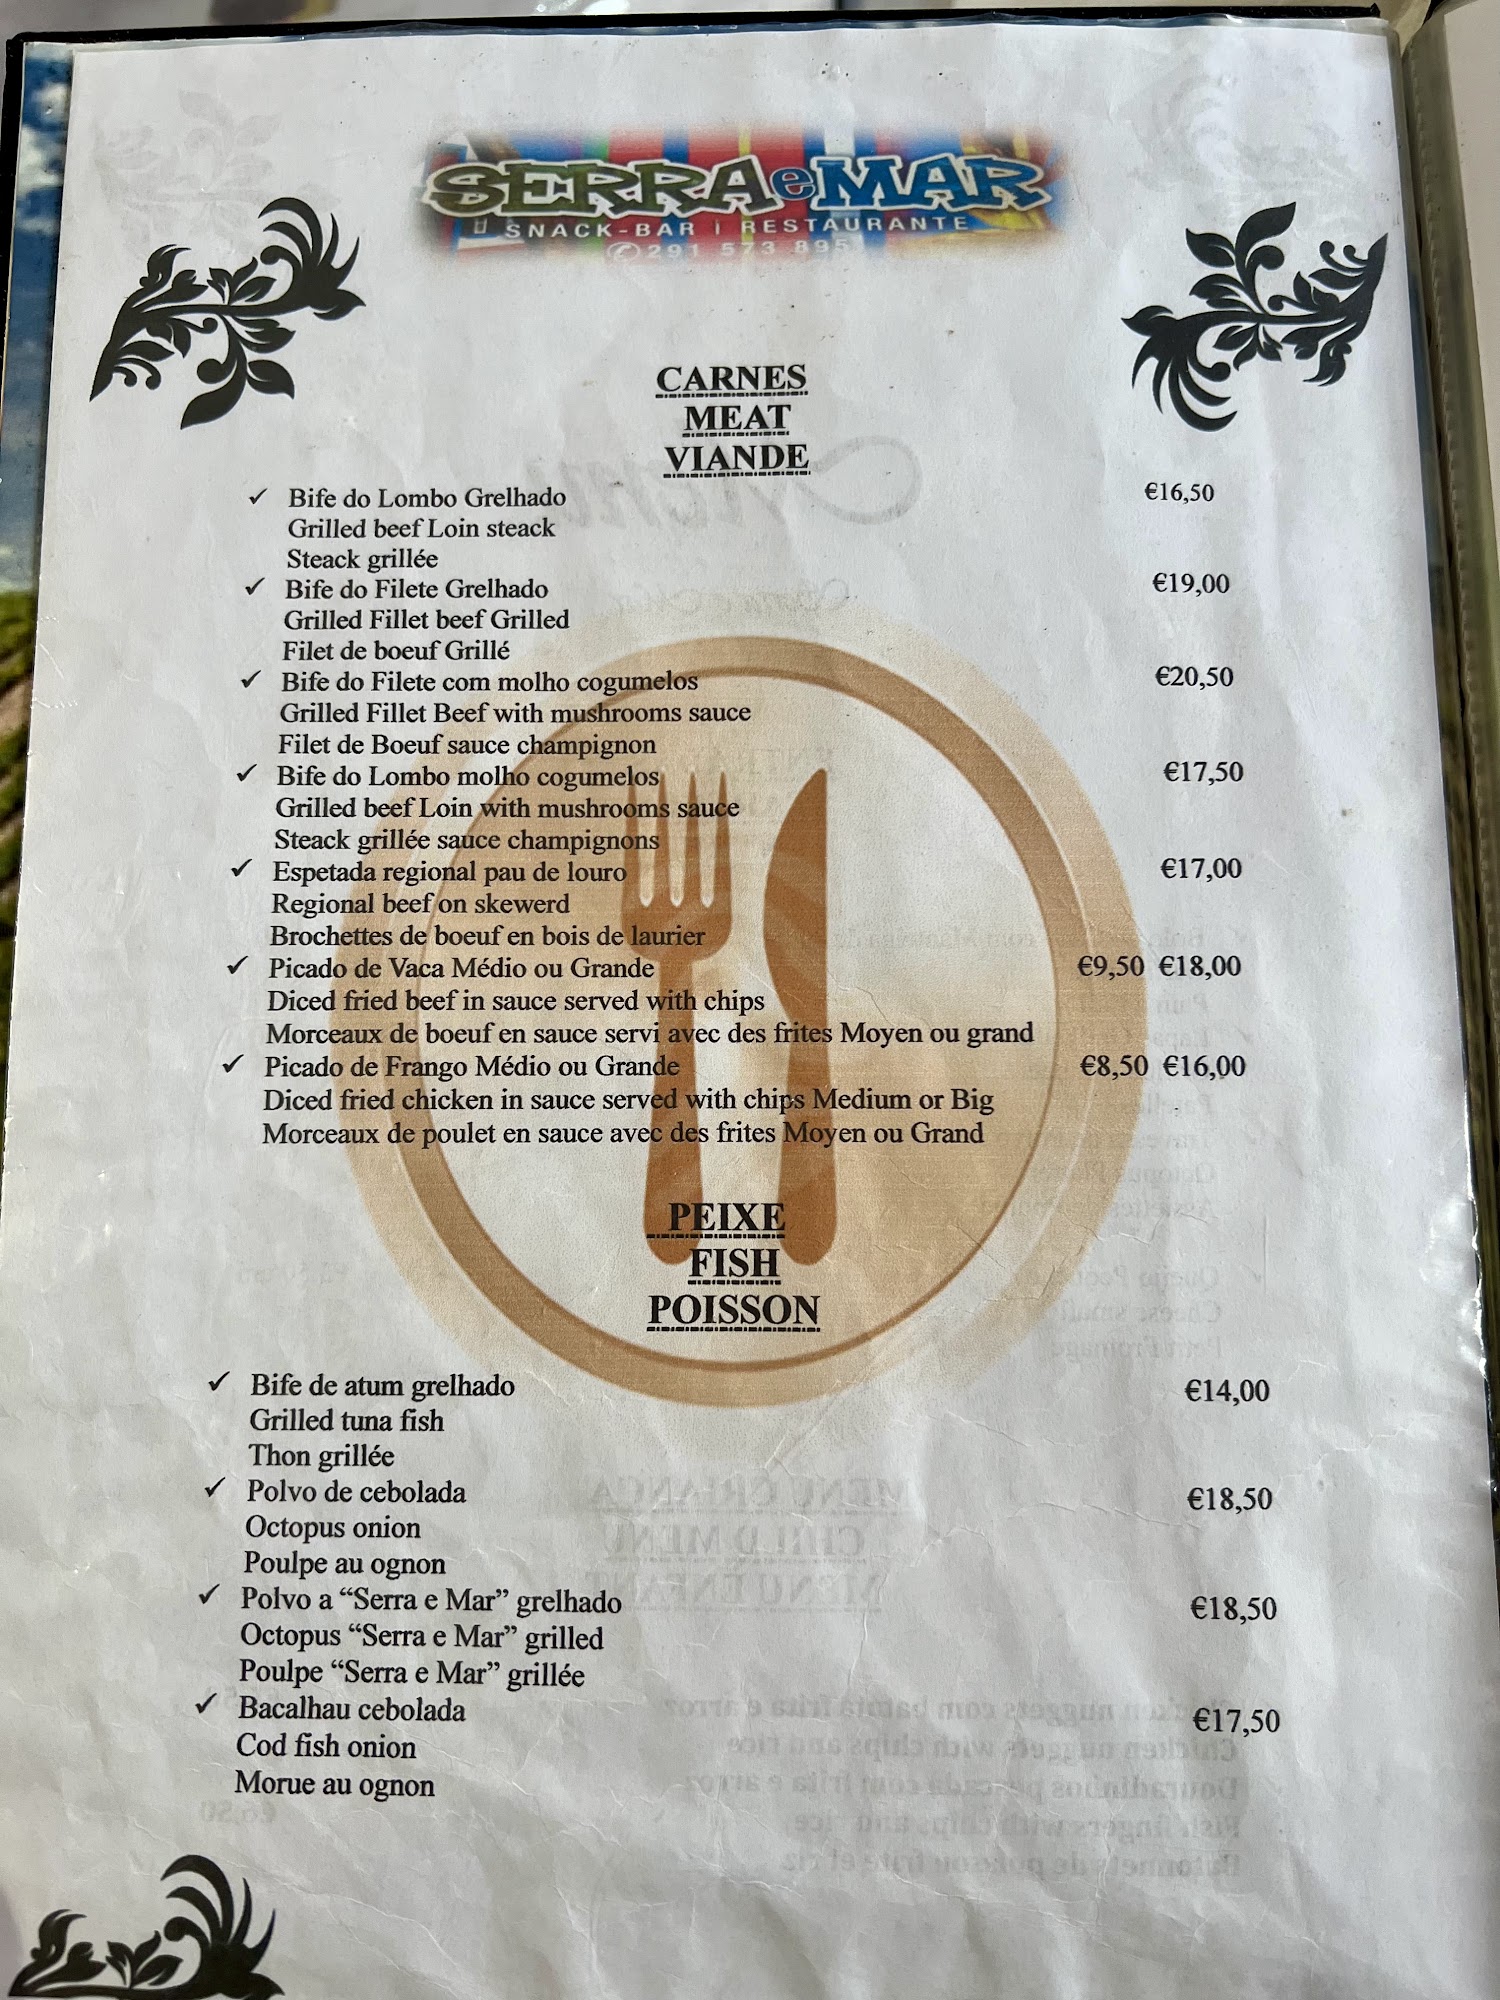 SERRA e MAR
SNACK-BAR | RESTAURANTE
291 573 895
CARNES
MEAT
VIANDE
✓ Bife do Lombo Grelhado €16,50
Grilled beef Loin steack
Steack grillée
✓ Bife do Filete Grelhado €19,00
Grilled Fillet beef Grilled
Filet de boeuf Grillé
✓ Bife do Filete com molho cogumelos €20,50
Grilled Fillet Beef with mushrooms sauce
Filet de Boeuf sauce champignon
✓ Bife do Lombo molho cogumelos €17,50
Grilled beef Loin with mushrooms sauce
Steack grillée sauce champignons
✓ Espetada regional pau de louro €17,00
Regional beef on skewerd
Brochettes de boeuf en bois de laurier
✓ Picado de Vaca Médio ou Grande €9,50 €18,00
Diced fried beef in sauce served with chips
Morceaux de boeuf en sauce servi avec des frites Moyen ou grand
✓ Picado de Frango Médio ou Grande €8,50 €16,00
Diced fried chicken in sauce served with chips Medium or Big
Morceaux de poulet en sauce avec des frites Moyen ou Grand
PEIXE
FISH
POISSON
✓ Bife de atum grelhado €14,00
Grilled tuna fish
Thon grillée
✓ Polvo de cebolada €18,50
Octopus onion
Poulpe au ognon
✓ Polvo a “Serra e Mar” grelhado €18,50
Octopus “Serra e Mar” grilled
Poulpe “Serra e Mar” grillée
✓ Bacalhau cebolada €17,50
Cod fish onion
Morue au ognon